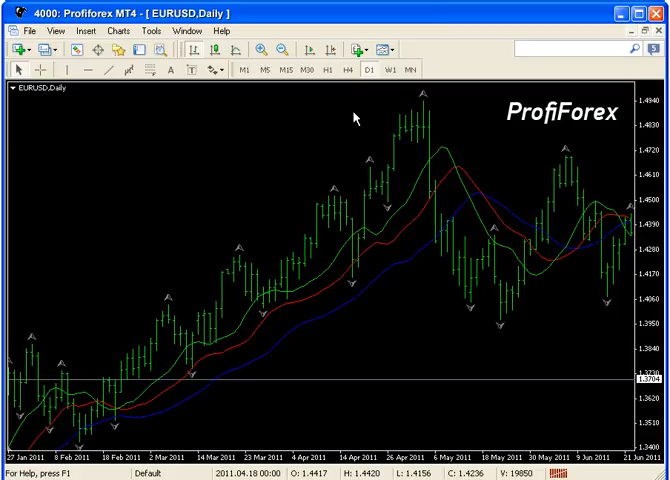 4000: Profiforex MT4 - [ EURUSD,Daily ]
File View Insert Charts Tools Window Help
5
A T M1 M5 M15 M30 H1 H4 D1 W1 MN
EURUSD,Daily
ProfiForex
1.4940
1.4830
1.4720
1.4610
1.4500
1.4390
1.4280
1.4170
1.4060
1.3950
1.3840
1.3730
1.3704
1.3620
1.3510
1.3400
27 Jan 2011 8 Feb 2011 18 Feb 2011 2 Mar 2011 14 Mar 2011 23 Mar 2011 4 Apr 2011 14 Apr 2011 26 Apr 2011 6 May 2011 18 May 2011 30 May 2011 9 Jun 2011 21 Jun 2011
For Help, press F1 Default 2011.04.18 00:00 O: 1.4417 H: 1.4420 L: 1.4156 C: 1.4236 V: 19850